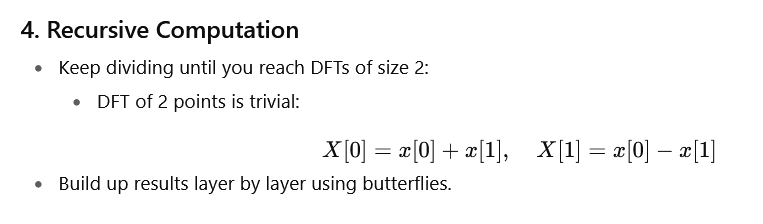 4. Recursive Computation
• Keep dividing until you reach DFTs of size 2:
• DFT of 2 points is trivial:
X[0] = x[0] + x[1],  X[1] = x[0] − x[1]
• Build up results layer by layer using butterflies.